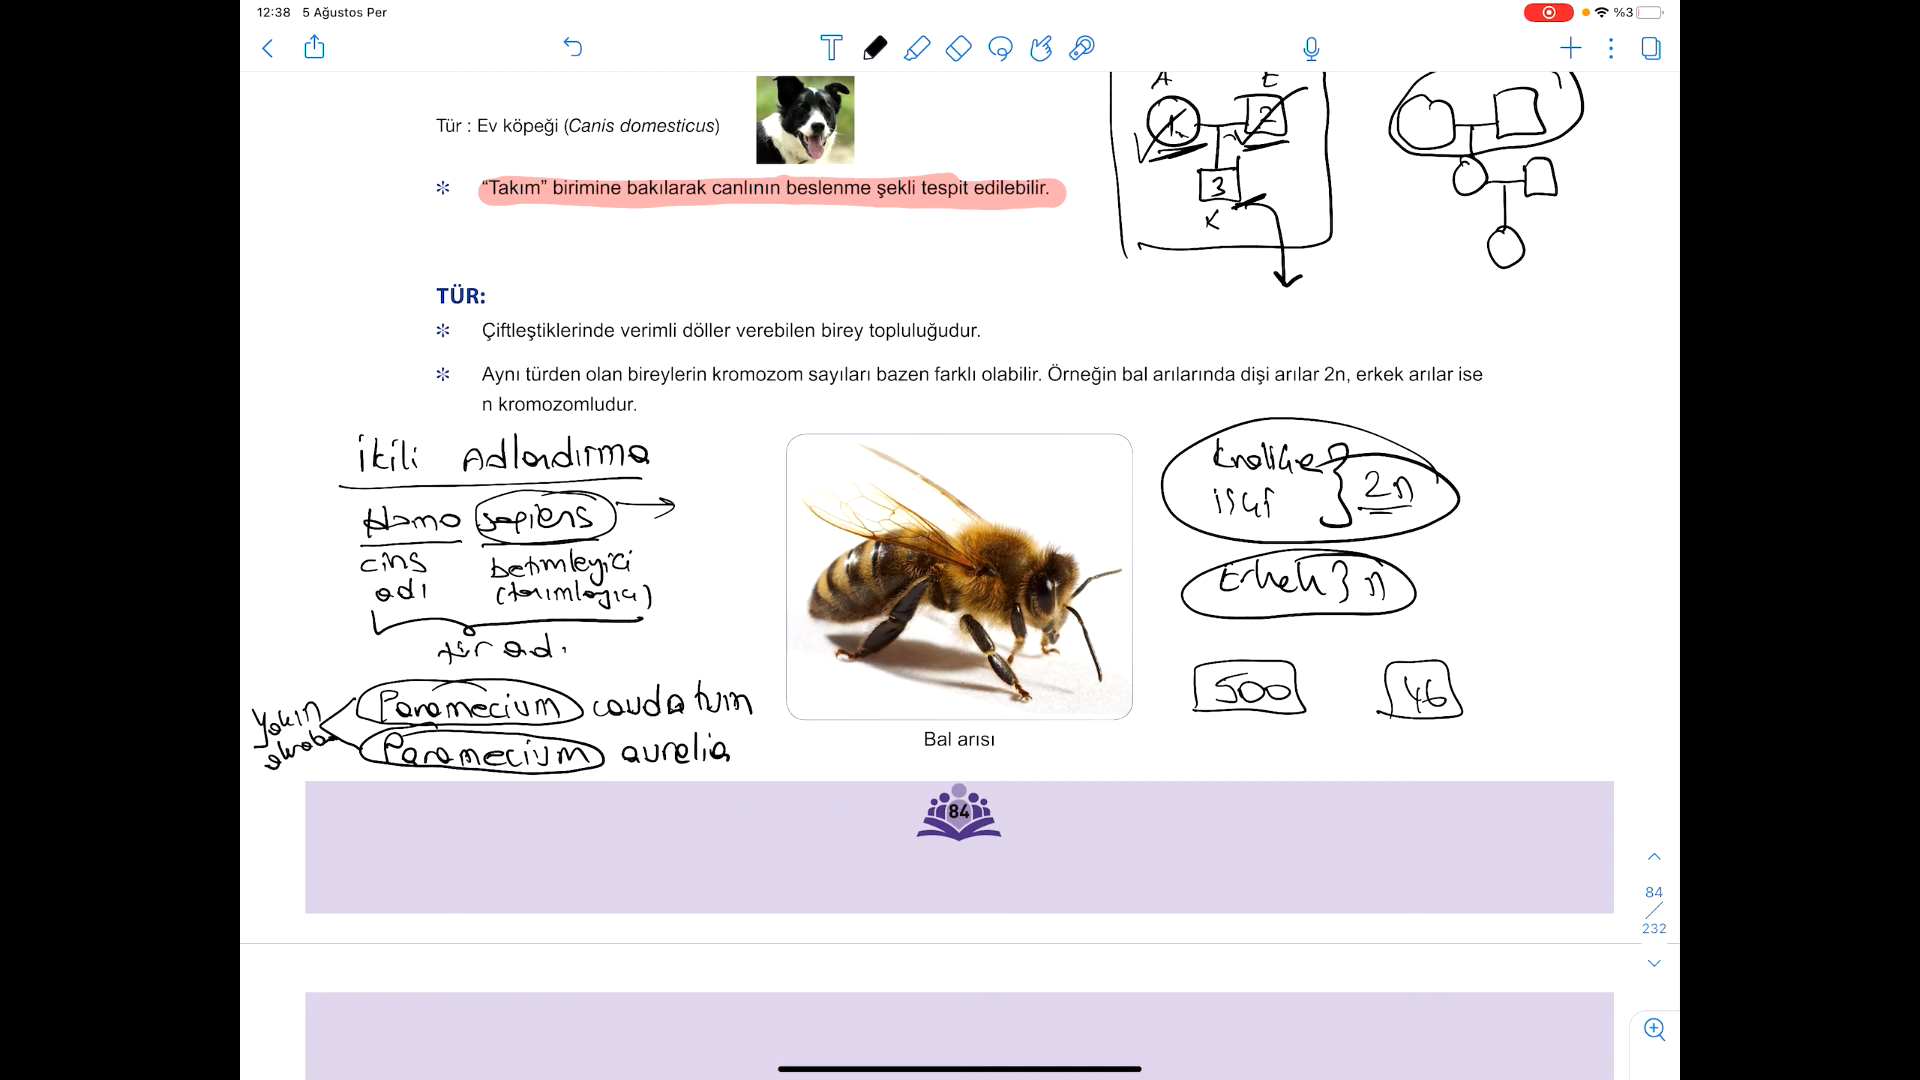 12:38 5 Ağustos Per
%3
T
A E
Tür : Ev köpeği (Canis domesticus)
1 2
* "Takım" birimine bakılarak canlının beslenme şekli tespit edilebilir.
3
K
TÜR:
* Çiftleştiklerinde verimli döller verebilen birey topluluğudur.
* Aynı türden olan bireylerin kromozom sayıları bazen farklı olabilir. Örneğin bal arılarında dişi arılar 2n, erkek arılar ise
n kromozomludur.
İkili Adlandırma
Homo sapiens
cins betimleyici
adı (tanımlayıcı)
tür adı
Paramecium caudatum
yakın
akraba
Paramecium aurelia
Kraliçe
işçi
2n
Erkek } n
500 46
Bal arısı
84
84
232